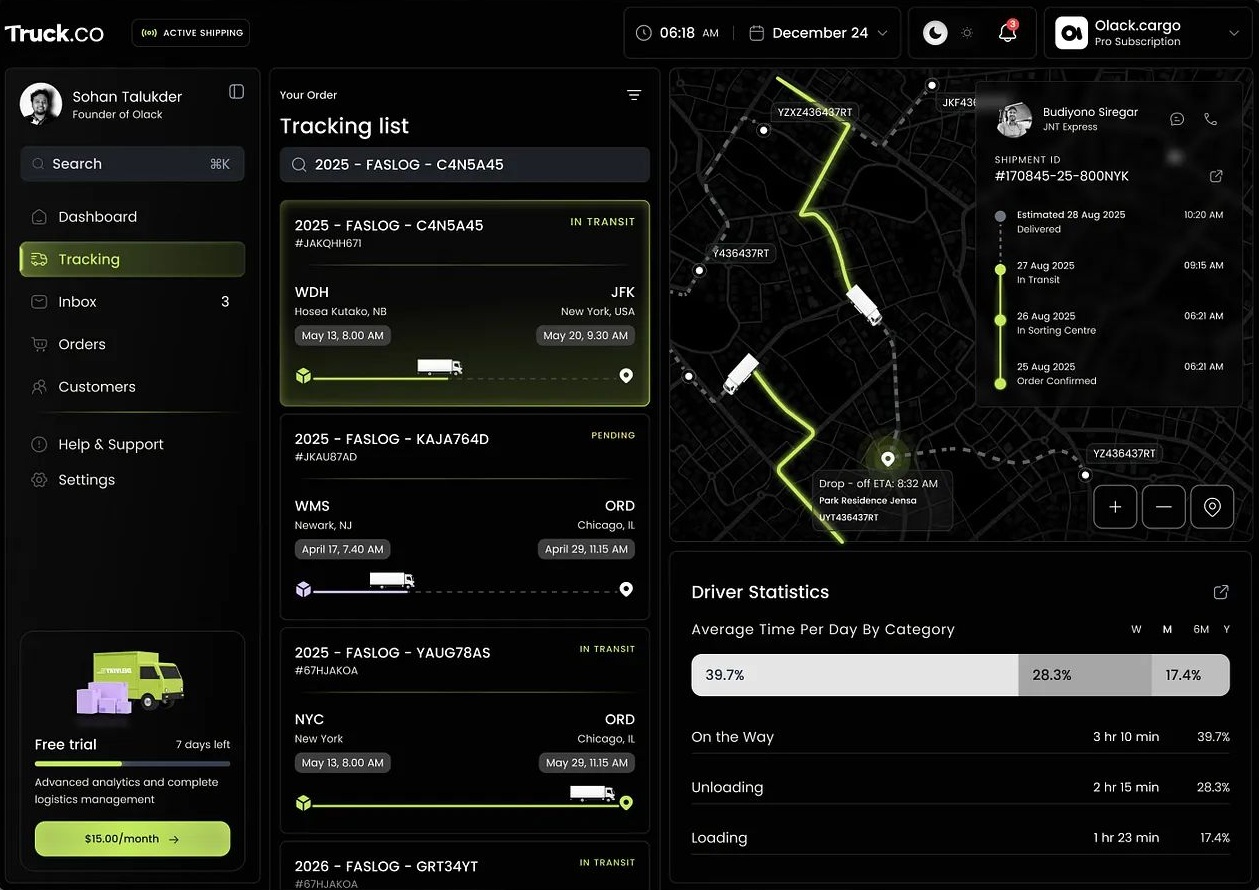 Truck.co
ACTIVE SHIPPING
06:18 AM
December 24
3
Olack.cargo
Pro Subscription
Sohan Talukder
Founder of Olack
Search
⌘K
Dashboard
Tracking
Inbox
3
Orders
Customers
Help & Support
Settings
Free trial
7 days left
Advanced analytics and complete
logistics management
$15.00/month →
Your Order
Tracking list
2025 - FASLOG - C4N5A45
2025 - FASLOG - C4N5A45
IN TRANSIT
#JAKQHH671
WDH
JFK
Hosea Kutako, NB
New York, USA
May 13, 8.00 AM
May 20, 9.30 AM
2025 - FASLOG - KAJA764D
PENDING
#JKAU87AD
WMS
ORD
Newark, NJ
Chicago, IL
April 17, 7.40 AM
April 29, 11.15 AM
2025 - FASLOG - YAUG78AS
IN TRANSIT
#67HJAKOA
NYC
ORD
New York
Chicago, IL
May 13, 8.00 AM
May 29, 11.15 AM
2026 - FASLOG - GRT34YT
IN TRANSIT
#67HJAKOA
YZXZ436437RT
JKF436
Y436437RT
YZ436437RT
Drop - off ETA: 8:32 AM
Park Residence Jensa
UYT436437RT
Budiyono Siregar
JNT Express
SHIPMENT ID
#170845-25-800NYK
Estimated 28 Aug 2025
10:20 AM
Delivered
27 Aug 2025
09:15 AM
In Transit
26 Aug 2025
06:21 AM
In Sorting Centre
25 Aug 2025
06:21 AM
Order Confirmed
Driver Statistics
Average Time Per Day By Category
W M 6M Y
39.7%
28.3%
17.4%
On the Way
3 hr 10 min
39.7%
Unloading
2 hr 15 min
28.3%
Loading
1 hr 23 min
17.4%